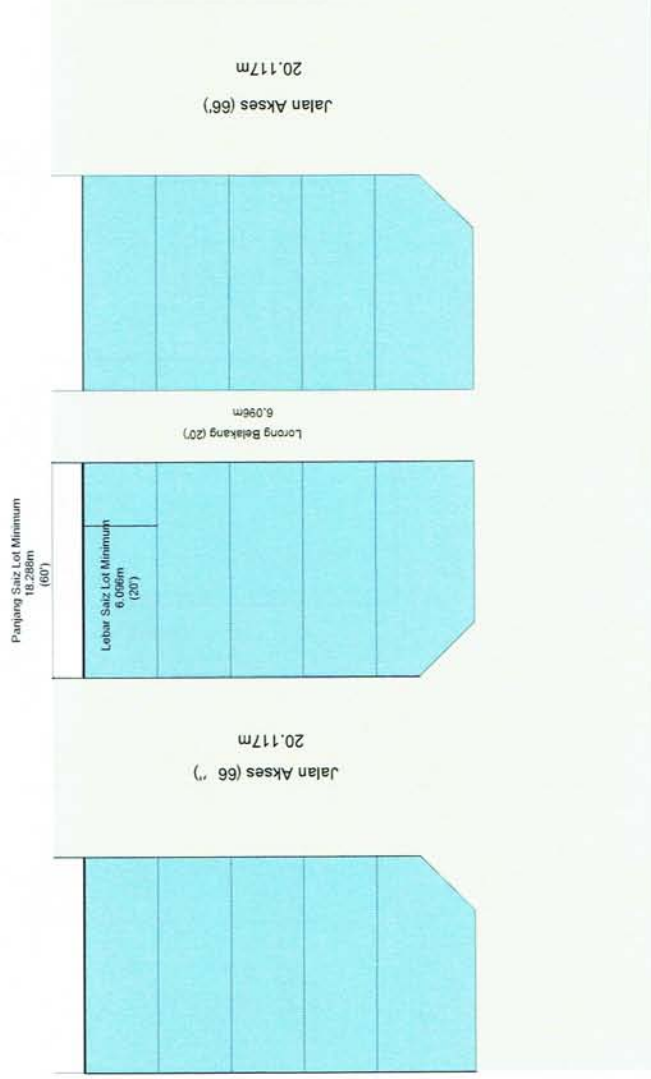 20.117m
Jalan Akses (66')
6.096m
Lorong Belakang (20')
Panjang Saiz Lot Minimum
18.288m
(60')
Lebar Saiz Lot Minimum
6.096m
(20')
20.117m
Jalan Akses (66 '')